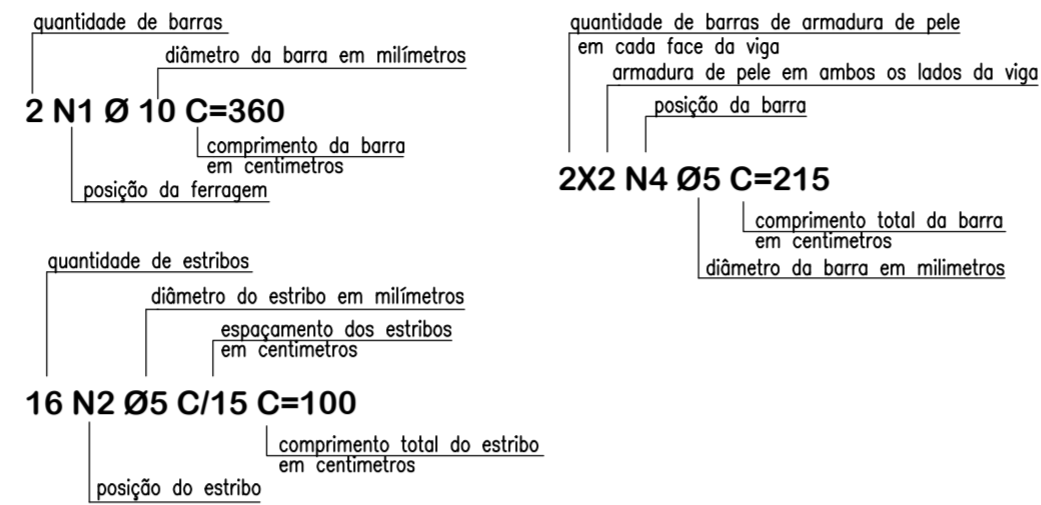 quantidade de barras
diâmetro da barra em milímetros
2 N1 Ø 10 C=360
comprimento da barra
em centimetros
posição da ferragem
quantidade de barras de armadura de pele
em cada face da viga
armadura de pele em ambos os lados da viga
posição da barra
2X2 N4 Ø5 C=215
comprimento total da barra
em centimetros
diâmetro da barra em milimetros
quantidade de estribos
diâmetro do estribo em milímetros
espaçamento dos estribos
em centimetros
16 N2 Ø5 C/15 C=100
comprimento total do estribo
em centimetros
posição do estribo